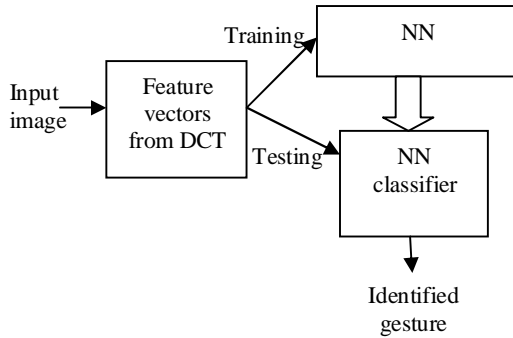 Training
NN
Input
image
Feature
vectors
from DCT
Testing
NN
classifier
Identified
gesture